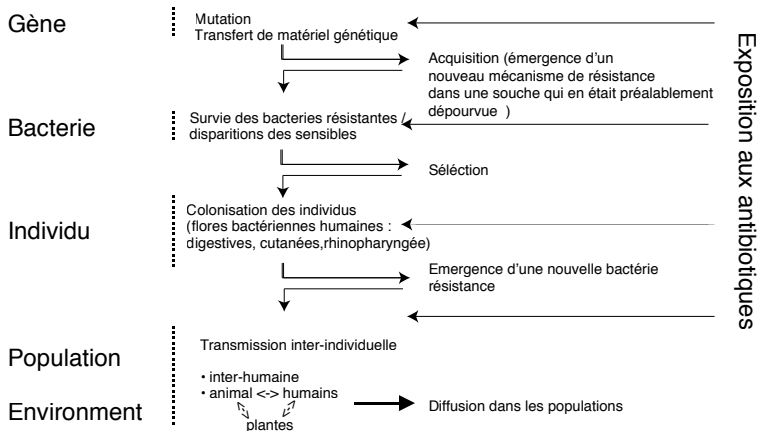 Gène
Mutation
Transfert de matériel génétique
Acquisition (émergence d'un
nouveau mécanisme de résistance
dans une souche qui en était préalablement
dépourvue )
Bacterie
Survie des bacteries resistantes /
disparitions des sensibles
Séléction
Individu
Colonisation des individus
(flores bactériennes humaines :
digestives, cutanées,rhinopharyngée)
Emergence d'une nouvelle bactérie
résistance
Population
Transmission inter-individuelle
• inter-humaine
• animal <-> humains
plantes
Environment
Diffusion dans les populations
Exposition aux antibiotiques